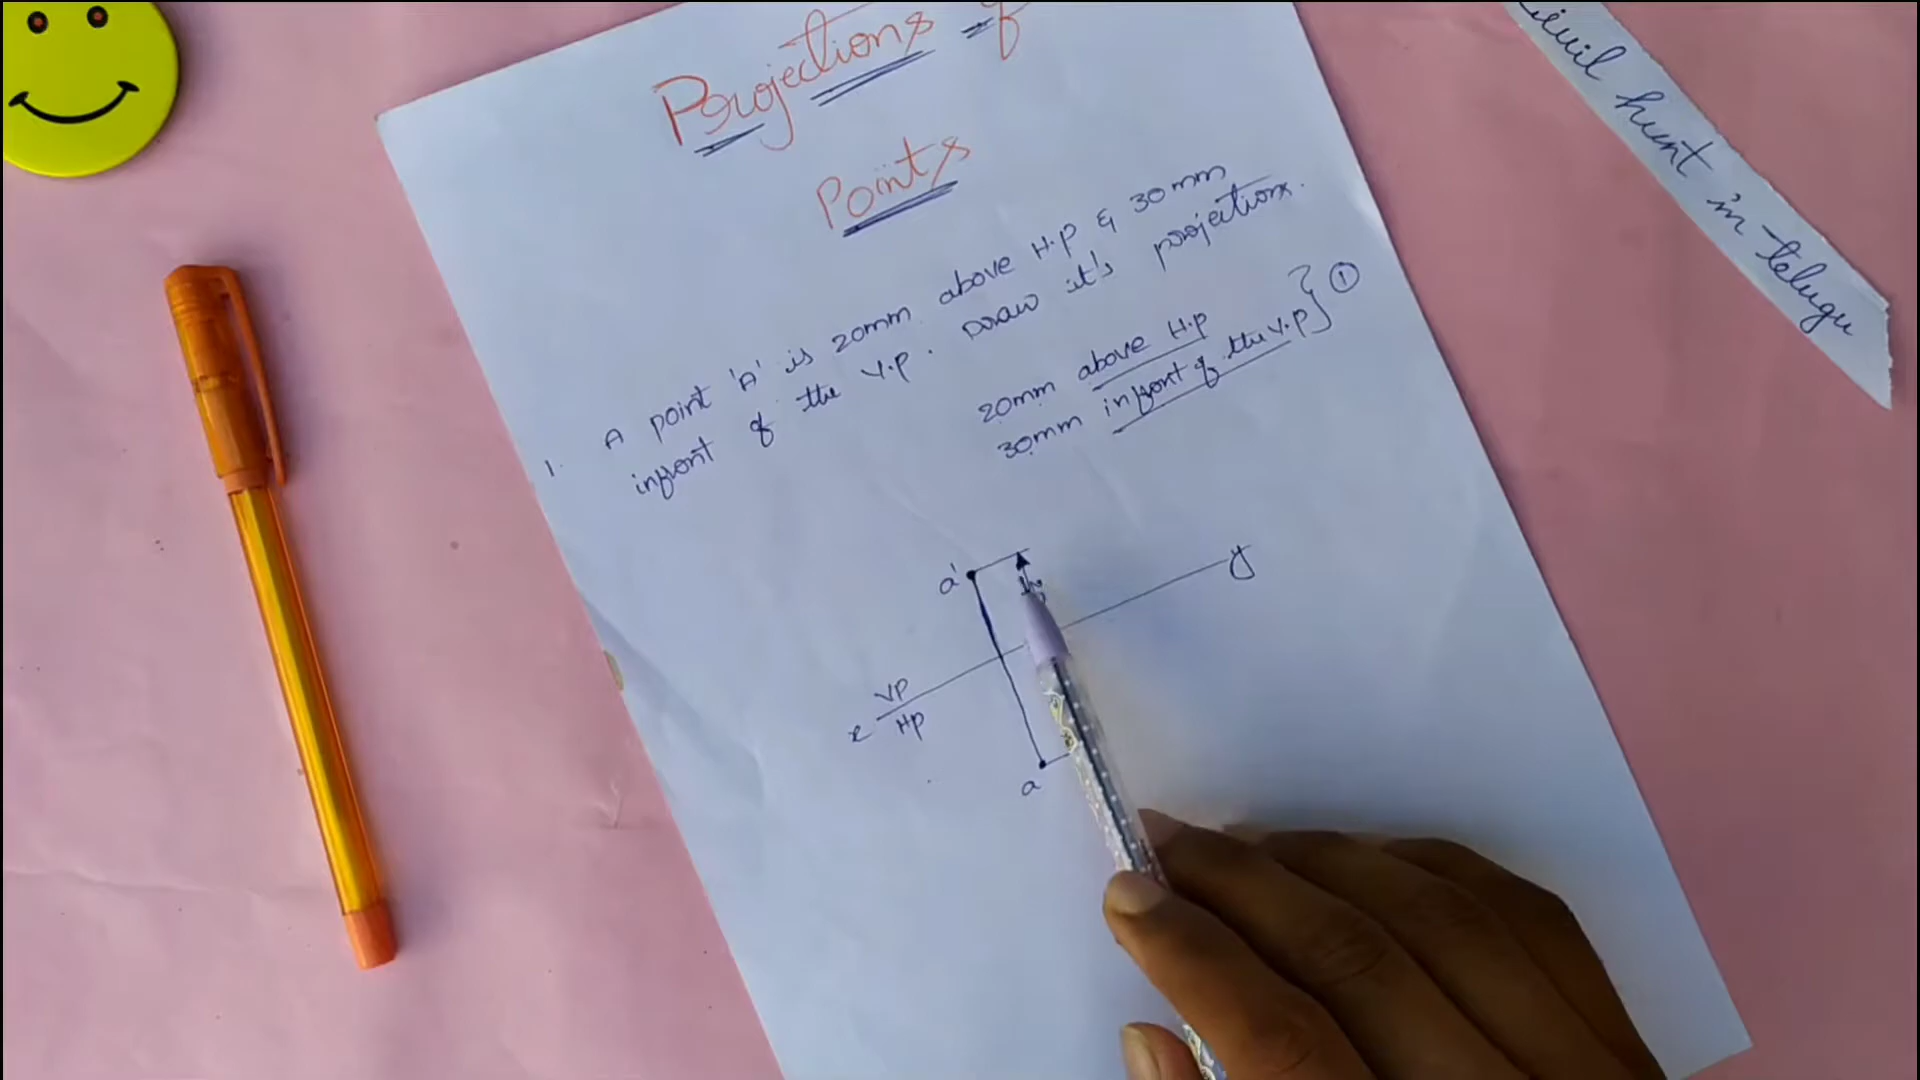 Projections of
Points
1. A point 'A' is 20mm above H.P & 30mm
infront of the V.P. Draw it's projections.
20mm above H.P
30mm infront of the V.P } ①
a'
y
VP
x HP
a
civil hunt in telugu